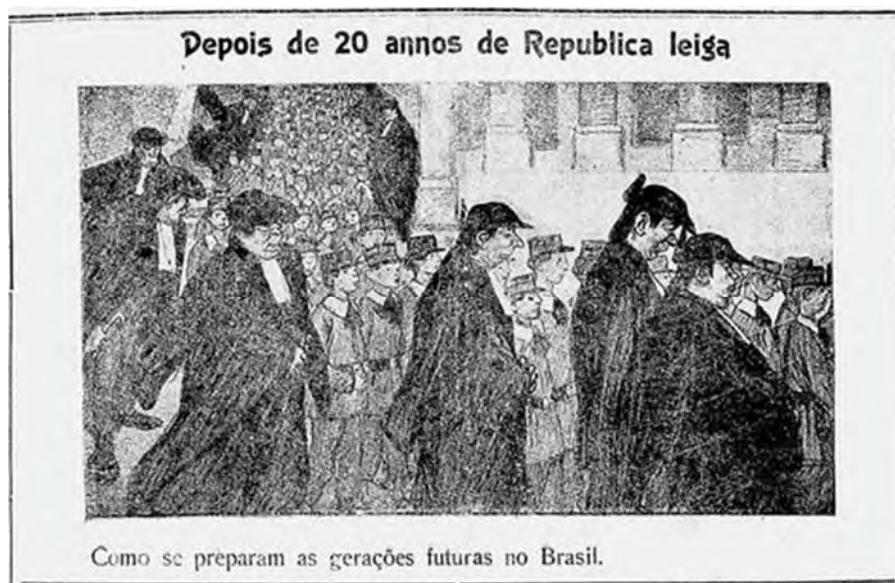 Depois de 20 annos de Republica leiga
Como se preparam as gerações futuras no Brasil.